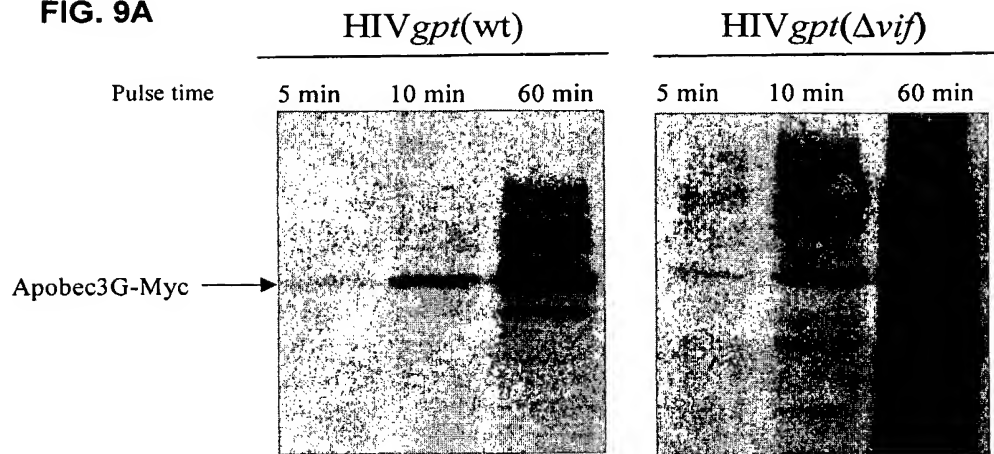 FIG. 9A
HIVgpt(wt)
HIVgpt(Δvif)
Pulse time
5 min 10 min 60 min
5 min 10 min 60 min
Apobec3G-Myc